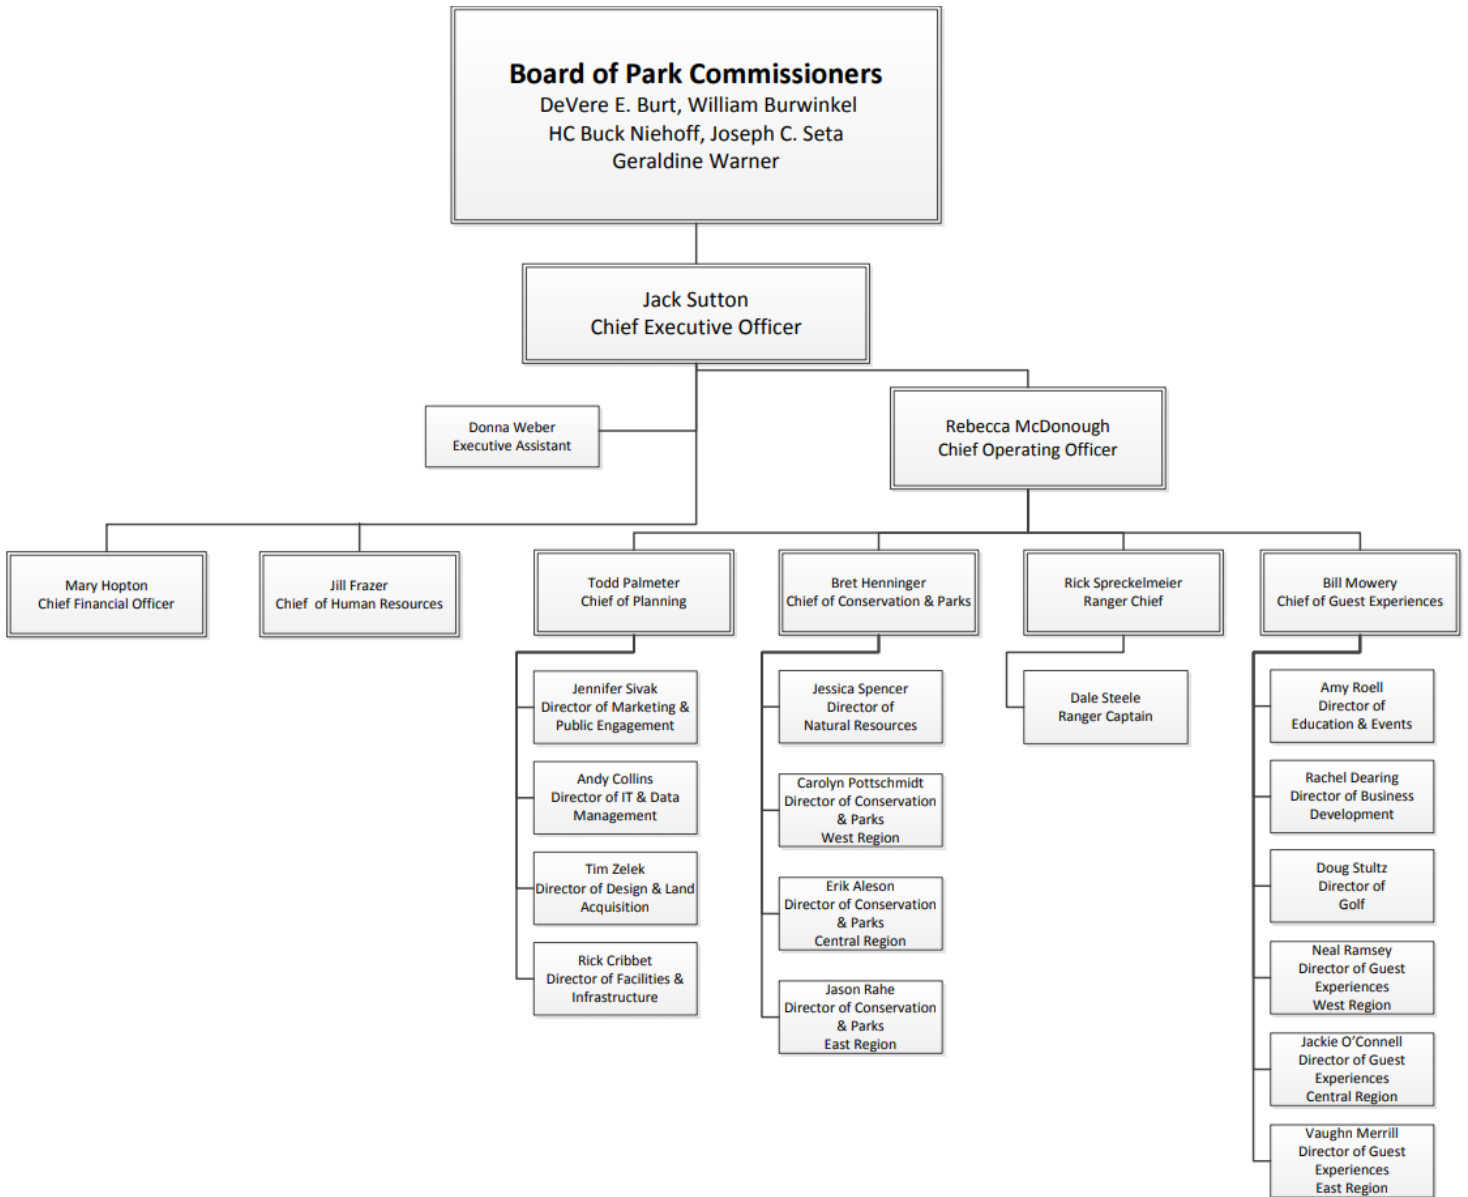 Board of Park Commissioners
DeVere E. Burt, William Burwinkel
HC Buck Niehoff, Joseph C. Seta
Geraldine Warner
Jack Sutton
Chief Executive Officer
Donna Weber
Executive Assistant
Rebecca McDonough
Chief Operating Officer
Mary Hopton
Chief Financial Officer
Jill Frazer
Chief of Human Resources
Todd Palmeter
Chief of Planning
Bret Henninger
Chief of Conservation & Parks
Rick Spreckelmeier
Ranger Chief
Bill Mowery
Chief of Guest Experiences
Jennifer Sivak
Director of Marketing &
Public Engagement
Andy Collins
Director of IT & Data
Management
Tim Zelek
Director of Design & Land
Acquisition
Rick Cribbet
Director of Facilities &
Infrastructure
Jessica Spencer
Director of
Natural Resources
Carolyn Pottschmidt
Director of Conservation
& Parks
West Region
Erik Aleson
Director of Conservation
& Parks
Central Region
Jason Rahe
Director of Conservation
& Parks
East Region
Dale Steele
Ranger Captain
Amy Roell
Director of
Education & Events
Rachel Dearing
Director of Business
Development
Doug Stultz
Director of
Golf
Neal Ramsey
Director of Guest
Experiences
West Region
Jackie O’Connell
Director of Guest
Experiences
Central Region
Vaughn Merrill
Director of Guest
Experiences
East Region